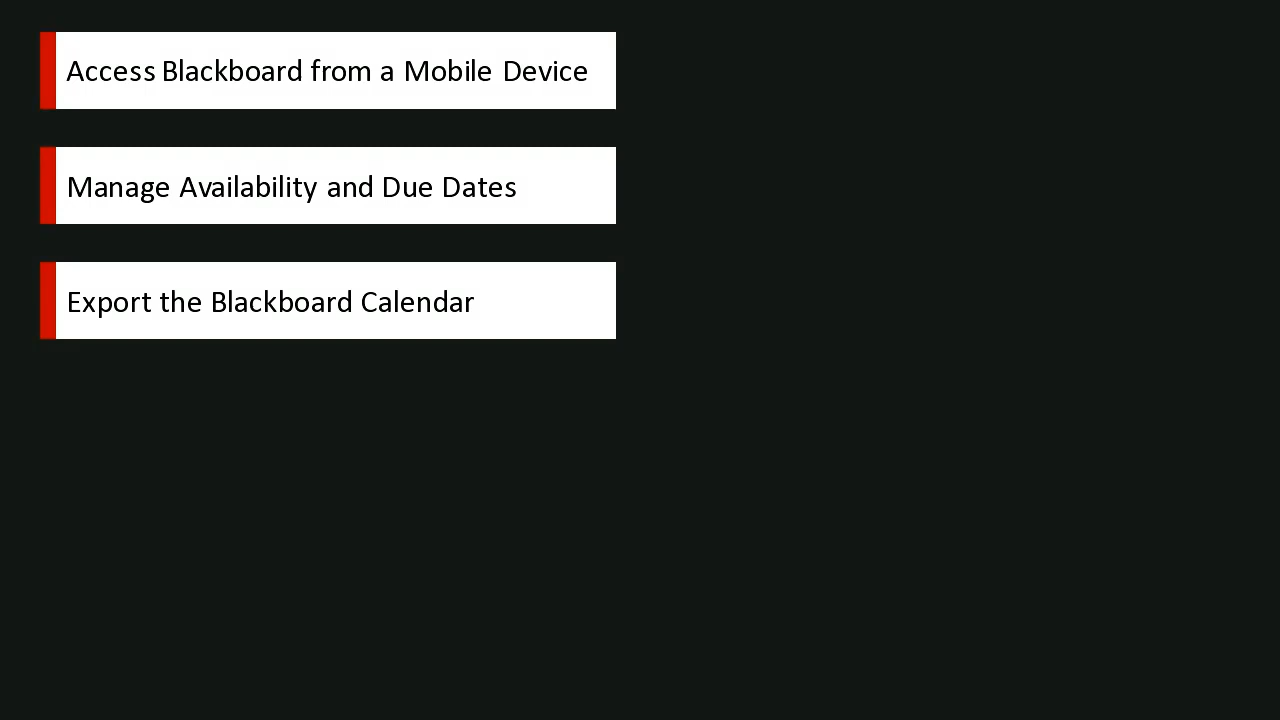 Access Blackboard from a Mobile Device
Manage Availability and Due Dates
Export the Blackboard Calendar